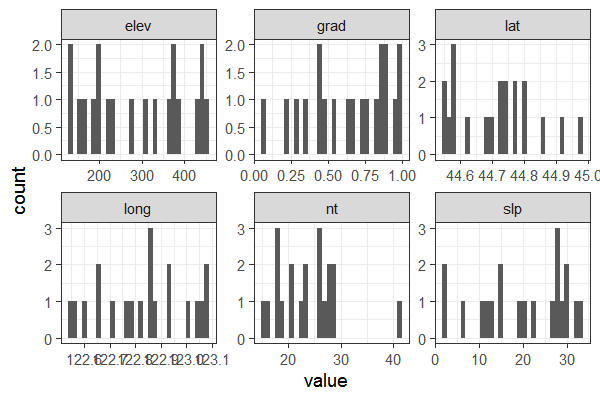 elev grad lat
2.0 2.0 3
1.5 1.5 2
1.0 1.0
0.5 0.5 1
0.0 0.0 0
200 300 400 0.00 0.25 0.50 0.75 1.00 44.6 44.7 44.8 44.9 45.0
count
long nt slp
3 3 3
2 2 2
1 1 1
0 0 0
122.6 122.7 122.8 122.9 123.0 123.1 20 30 40 0 10 20 30
value